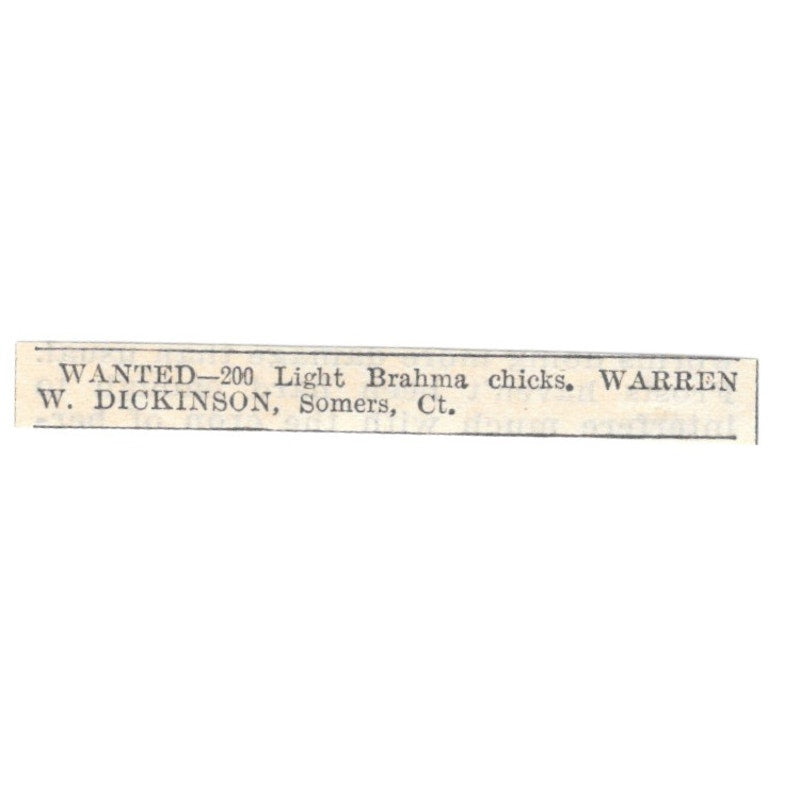 WANTED—200 Light Brahma chicks. WARREN
W. DICKINSON, Somers, Ct.